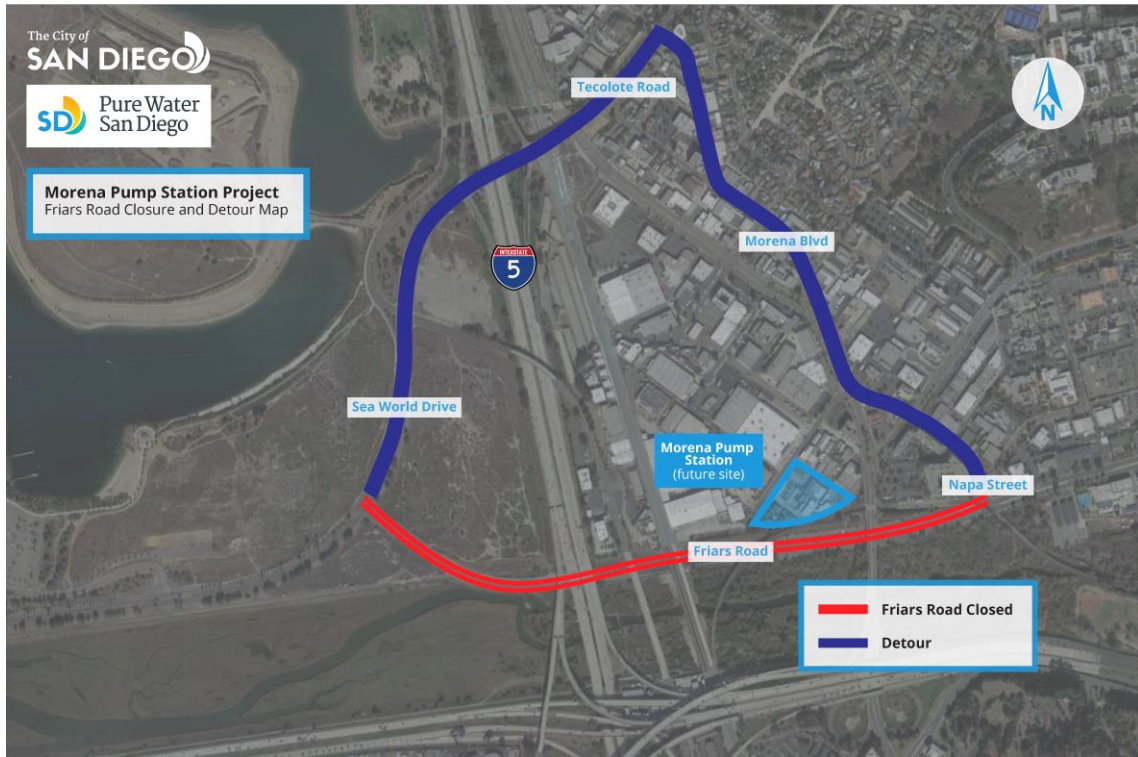 The City of
SAN DIEGO
SD
Pure Water
San Diego
Morena Pump Station Project
Friars Road Closure and Detour Map
N
Tecolote Road
INTERSTATE
5
Morena Blvd
Sea World Drive
Morena Pump
Station
(future site)
Napa Street
Friars Road
Friars Road Closed
Detour